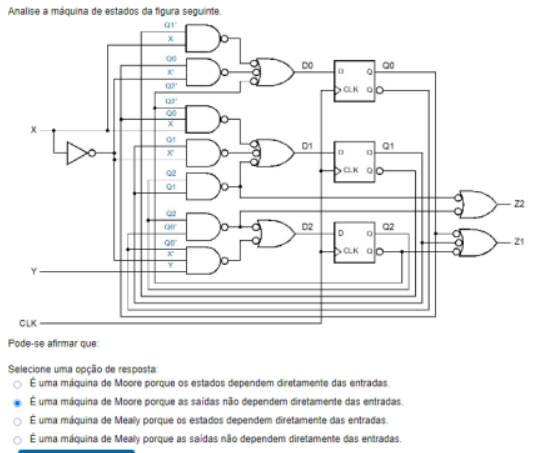 Analise a máquina de estados da figura seguinte.
Q1'
X
Q0
X'
Q2'
Q2'
Q0
X
Q1
X'
Q2
Q1
Q2
Q0'
Q0'
X'
Y
X
Y
CLK
D0
D Q
CLK Q
Q0
D1
D Q
CLK Q
Q1
D2
D Q
CLK Q
Q2
Z2
Z1
Pode-se afirmar que:
Selecione uma opção de resposta:
É uma máquina de Moore porque os estados dependem diretamente das entradas.
É uma máquina de Moore porque as saídas não dependem diretamente das entradas.
É uma máquina de Mealy porque os estados dependem diretamente das entradas.
É uma máquina de Mealy porque as saídas não dependem diretamente das entradas.